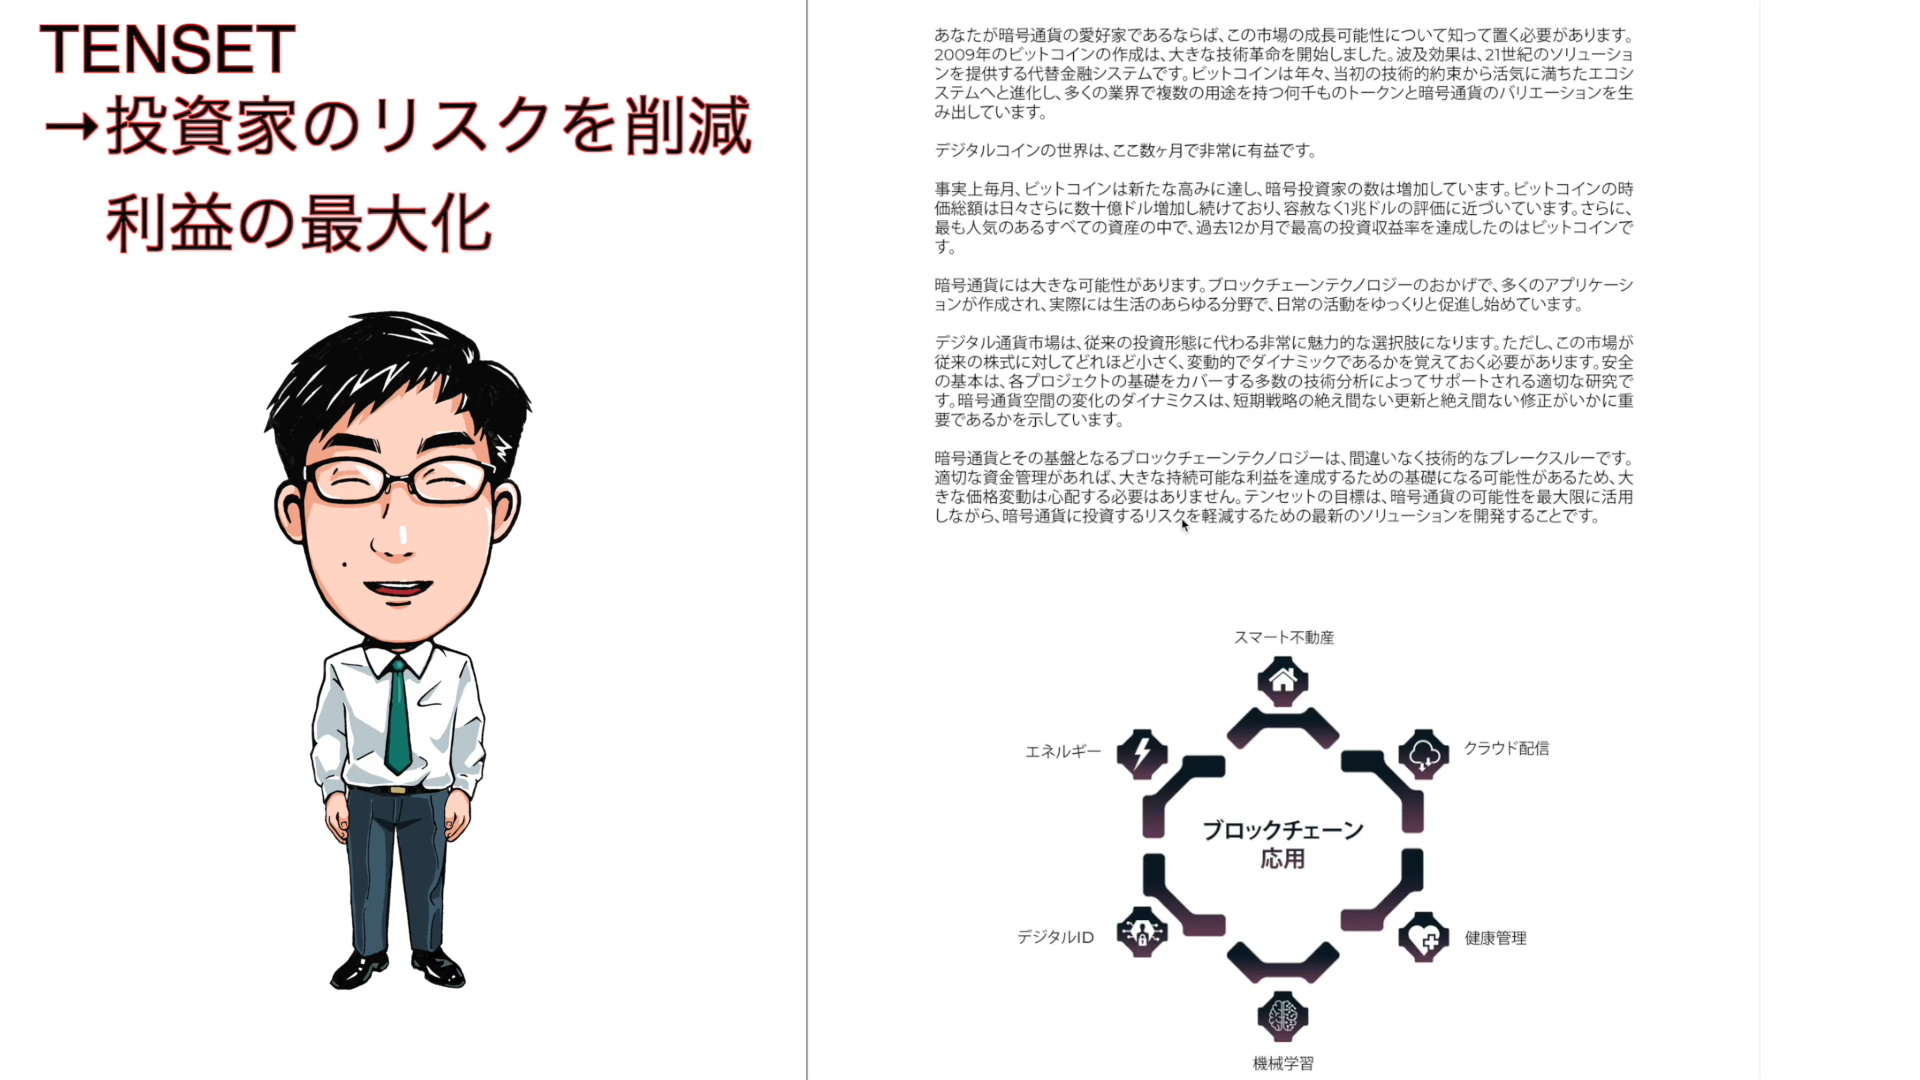 TENSET
→投資家のリスクを削減
利益の最大化
あなたが暗号通貨の愛好家であるならば、この市場の成長可能性について知って置く必要があります。
2009年のビットコインの作成は、大きな技術革命を開始しました。波及効果は、21世紀のソリューショ
ンを提供する代替金融システムです。ビットコインは年々、当初の技術的約束から活気に満ちたエコシ
ステムへと進化し、多くの業界で複数の用途を持つ何千ものトークンと暗号通貨のバリエーションを生
み出しています。
デジタルコインの世界は、ここ数ヶ月で非常に有益です。
事実上毎月、ビットコインは新たな高みに達し、暗号投資家の数は増加しています。ビットコインの時
価総額は日々さらに数十億ドル増加し続けており、容赦なく1兆ドルの評価に近づいています。さらに、
最も人気のあるすべての資産の中で、過去12か月で最高の投資収益率を達成したのはビットコインで
す。
暗号通貨には大きな可能性があります。ブロックチェーンテクノロジーのおかげで、多くのアプリケーシ
ョンが作成され、実際には生活のあらゆる分野で、日常の活動をゆっくりと促進し始めています。
デジタル通貨市場は、従来の投資形態に代わる非常に魅力的な選択肢になります。ただし、この市場が
従来の株式に対してどれほど小さく、変動的でダイナミックであるかを覚えておく必要があります。安全
の基本は、各プロジェクトの基礎をカバーする多数の技術分析によってサポートされる適切な研究で
す。暗号通貨空間の変化のダイナミクスは、短期戦略の絶え間ない更新と絶え間ない修正がいかに重
要であるかを示しています。
暗号通貨とその基盤となるブロックチェーンテクノロジーは、間違いなく技術的なブレークスルーです。
適切な資金管理があれば、大きな持続可能な利益を達成するための基礎になる可能性があるため、大
きな価格変動は心配する必要はありません。テンセットの目標は、暗号通貨の可能性を最大限に活用
しながら、暗号通貨に投資するリスクを軽減するための最新のソリューションを開発することです。
スマート不動産
エネルギー
クラウド配信
ブロックチェーン
応用
デジタルID
健康管理
機械学習